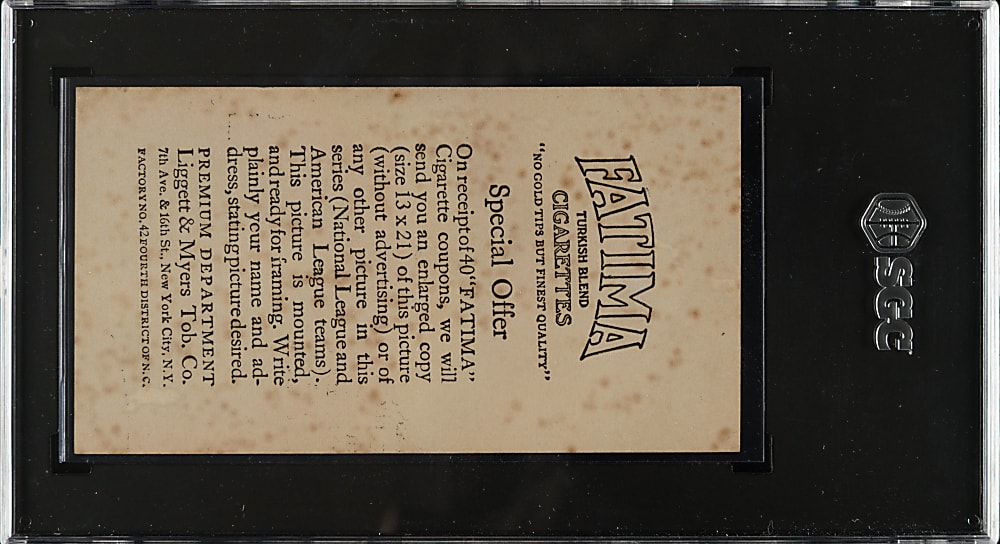 FATIMA
TURKISH BLEND
CIGARETTES
"NO GOLD TIPS BUT FINEST QUALITY"
Special Offer
On receipt of 40 "FATIMA"
Cigarette coupons, we will
send you an enlarged copy
(size 13 x 21) of this picture
(without advertising) or of
any other picture in this
series (National League and
American League teams).
This picture is mounted,
and ready for framing. Write
plainly your name and ad-
dress, stating picture desired.
PREMIUM DEPARTMENT
Liggett & Myers Tob. Co.
7th Ave. & 16th St., New York City, N.Y.
FACTORY NO. 42 FOURTH DISTRICT OF N.C.
SGC